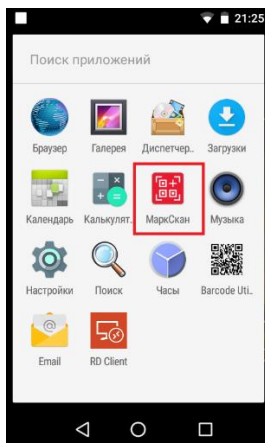 21:25
Поиск приложений
Браузер Галерея Диспетчер.. Загрузки
Календарь Калькулят.. МаркСкан Музыка
Настройки Поиск Часы Barcode Uti..
Email RD Client